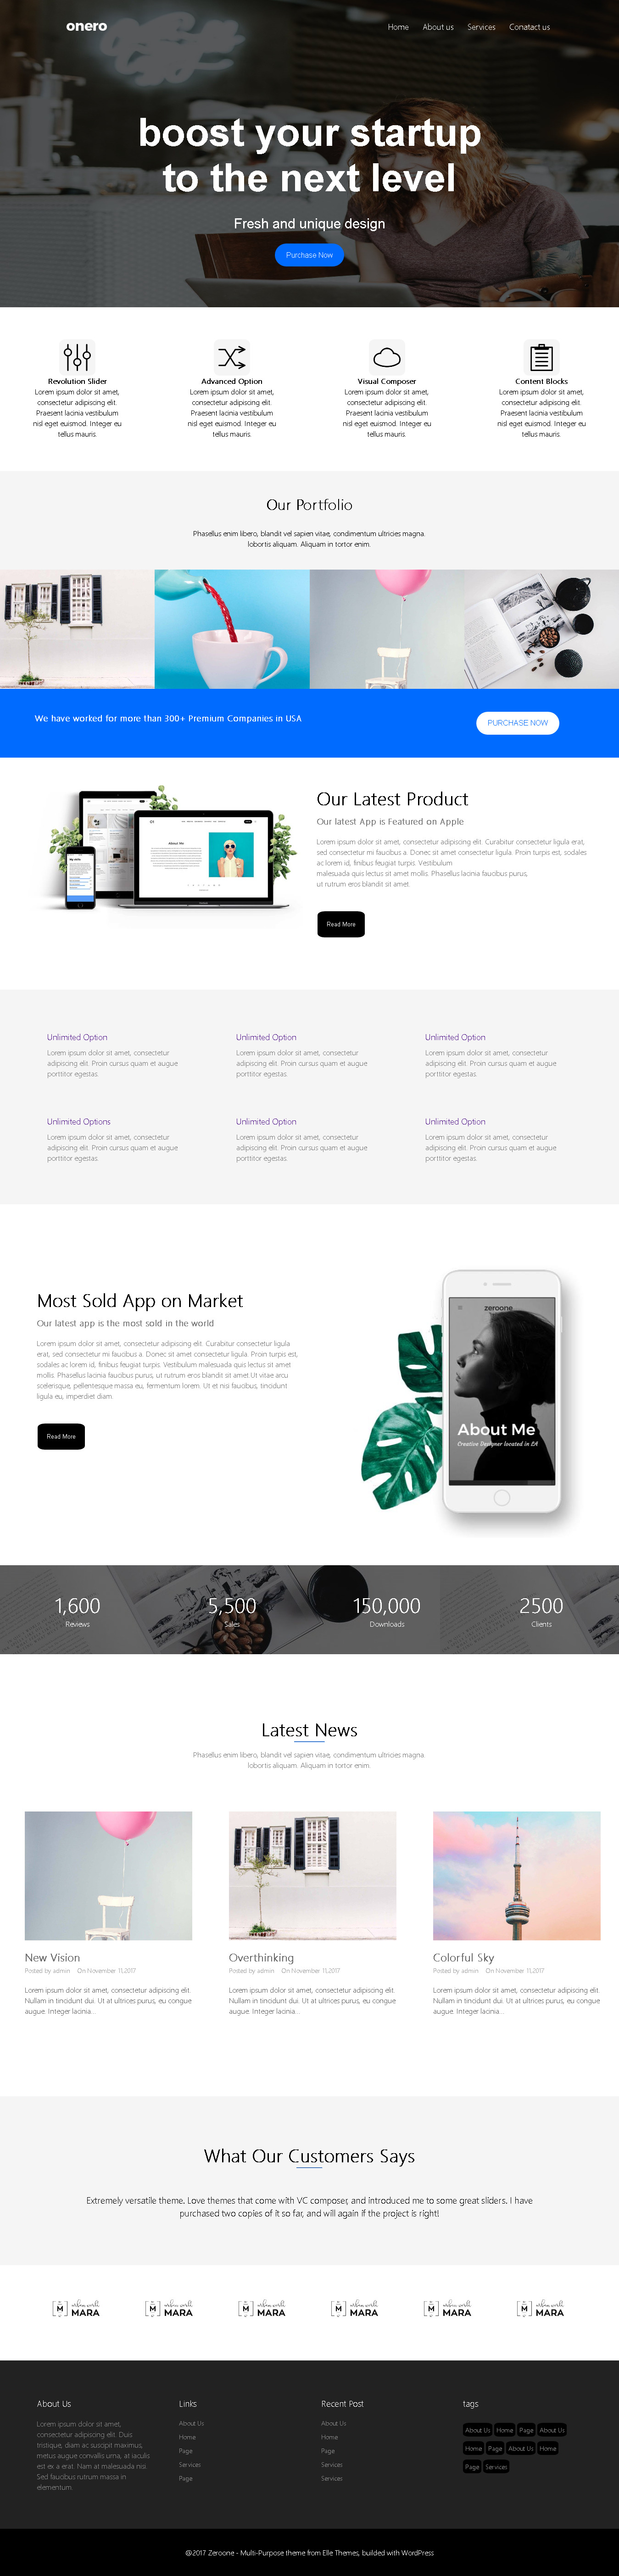 onero
Home About us Services Conatact us
boost your startup
to the next level
Fresh and unique design
Purchase Now
Revolution Slider
Lorem ipsum dolor sit amet,
consectetur adipiscing elit.
Praesent lacinia vestibulum
nisl eget euismod. Integer eu
tellus mauris.
Advanced Option
Lorem ipsum dolor sit amet,
consectetur adipiscing elit.
Praesent lacinia vestibulum
nisl eget euismod. Integer eu
tellus mauris.
Visual Composer
Lorem ipsum dolor sit amet,
consectetur adipiscing elit.
Praesent lacinia vestibulum
nisl eget euismod. Integer eu
tellus mauris.
Content Blocks
Lorem ipsum dolor sit amet,
consectetur adipiscing elit.
Praesent lacinia vestibulum
nisl eget euismod. Integer eu
tellus mauris.
Our Portfolio
Phasellus enim libero, blandit vel sapien vitae, condimentum ultricies magna.
lobortis aliquam. Aliquam in tortor enim.
We have worked for more than 300+ Premium Companies in USA
PURCHASE NOW
Our Latest Product
Our latest App is Featured on Apple
Lorem ipsum dolor sit amet, consectetur adipiscing elit. Curabitur consectetur ligula erat,
sed consectetur mi faucibus a. Donec sit amet consectetur ligula. Proin turpis est, sodales
ac lorem id, finibus feugiat turpis. Vestibulum
malesuada quis lectus sit amet mollis. Phasellus lacinia faucibus purus,
ut rutrum eros blandit sit amet.
Read More
About Me
Unlimited Option
Lorem ipsum dolor sit amet, consectetur
adipiscing elit. Proin cursus quam et augue
porttitor egestas.
Unlimited Option
Lorem ipsum dolor sit amet, consectetur
adipiscing elit. Proin cursus quam et augue
porttitor egestas.
Unlimited Option
Lorem ipsum dolor sit amet, consectetur
adipiscing elit. Proin cursus quam et augue
porttitor egestas.
Unlimited Options
Lorem ipsum dolor sit amet, consectetur
adipiscing elit. Proin cursus quam et augue
porttitor egestas.
Unlimited Option
Lorem ipsum dolor sit amet, consectetur
adipiscing elit. Proin cursus quam et augue
porttitor egestas.
Unlimited Option
Lorem ipsum dolor sit amet, consectetur
adipiscing elit. Proin cursus quam et augue
porttitor egestas.
Most Sold App on Market
Our latest app is the most sold in the world
Lorem ipsum dolor sit amet, consectetur adipiscing elit. Curabitur consectetur ligula
erat, sed consectetur mi faucibus a. Donec sit amet consectetur ligula. Proin turpis est,
sodales ac lorem id, finibus feugiat turpis. Vestibulum malesuada quis lectus sit amet
mollis. Phasellus lacinia faucibus purus, ut rutrum eros blandit sit amet Ut vitae arcu
scelerisque, pellentesque massa eu, fermentum lorem. Ut et nisi faucibus, tincidunt
ligula eu, imperdiet diam.
Read More
zeroone
About Me
Creative Designer located in EA
1,600
Reviews
5,500
Sales
150,000
Downloads
2500
Clients
Latest News
Phasellus enim libero, blandit vel sapien vitae, condimentum ultricies magna.
lobortis aliquam. Aliquam in tortor enim.
New Vision
Posted by admin On November 11,2017
Lorem ipsum dolor sit amet, consectetur adipiscing elit.
Nullam in tincidunt dui. Ut at ultrices purus, eu congue
augue. Integer lacinia...
Overthinking
Posted by admin On November 11,2017
Lorem ipsum dolor sit amet, consectetur adipiscing elit.
Nullam in tincidunt dui. Ut at ultrices purus, eu congue
augue. Integer lacinia...
Colorful Sky
Posted by admin On November 11,2017
Lorem ipsum dolor sit amet, consectetur adipiscing elit.
Nullam in tincidunt dui. Ut at ultrices purus, eu congue
augue. Integer lacinia...
What Our Customers Says
Extremely versatile theme. Love themes that come with VC composer, and introduced me to some great sliders. I have
purchased two copies of it so far, and will again if the project is right!
M MARA
M MARA
M MARA
M MARA
M MARA
M MARA
About Us
Lorem ipsum dolor sit amet,
consectetur adipiscing elit. Duis
tristique, diam ac suscipit maximus,
metus augue convallis urna, at iaculis
est ex a erat. Nam at malesuada nisi.
Sed faucibus rutrum massa in
elementum.
Links
About Us
Home
Page
Services
Page
Recent Post
About Us
Home
Page
Services
Services
tags
About Us Home Page About Us
Home Page About Us Home
Page Services
@2017 Zeroone - Multi-Purpose theme from Elle Themes, builded with WordPress